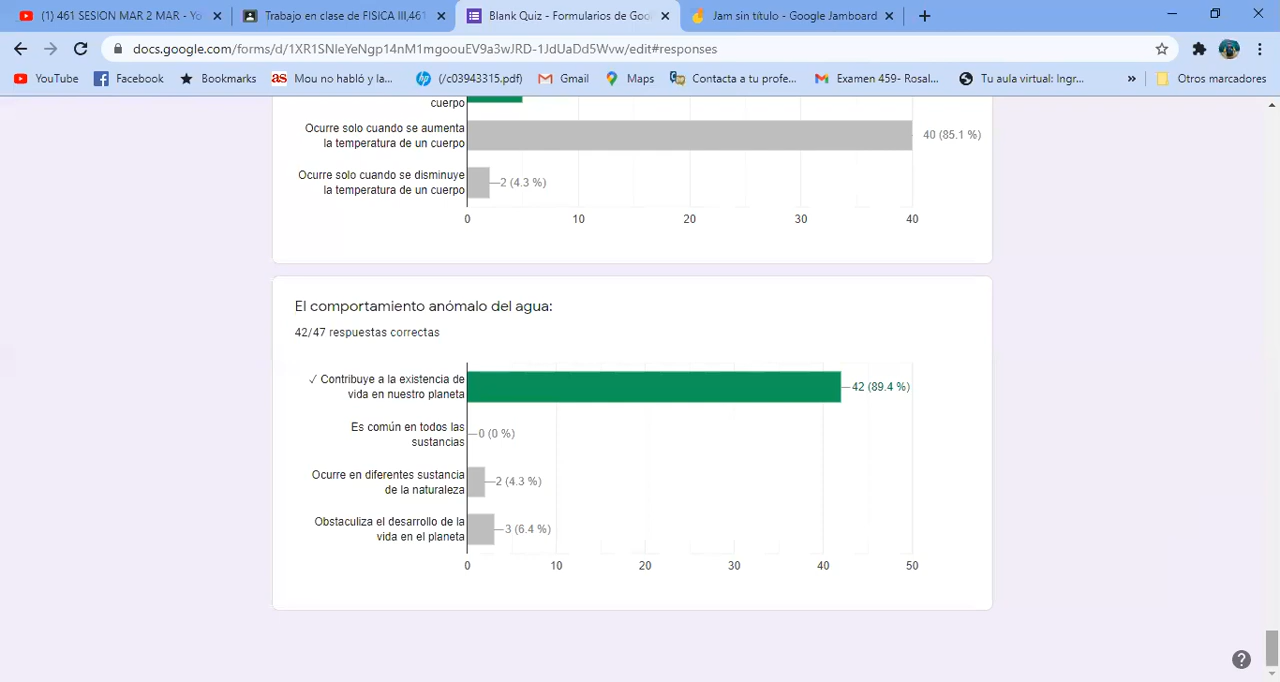 (1) 461 SESION MAR 2 MAR - Yo
Trabajo en clase de FISICA III,461
Blank Quiz - Formularios de Goo
Jam sin título - Google Jamboard
docs.google.com/forms/d/1XR1SNIeYeNgp14nM1mgoouEV9a3wJRD-1JdUaDd5Wvw/edit#responses
YouTube
Facebook
Bookmarks
as
Mou no habló y la...
hp
(/c03943315.pdf)
Gmail
Maps
Contacta a tu profe...
Examen 459- Rosal...
Tu aula virtual: Ingr...
»
Otros marcadores
cuerpo
Ocurre solo cuando se aumenta
la temperatura de un cuerpo
40 (85.1 %)
Ocurre solo cuando se disminuye
la temperatura de un cuerpo
2 (4.3 %)
0 10 20 30 40
El comportamiento anómalo del agua:
42/47 respuestas correctas
✓ Contribuye a la existencia de
vida en nuestro planeta
42 (89.4 %)
Es común en todos las
sustancias
0 (0 %)
Ocurre en diferentes sustancia
de la naturaleza
2 (4.3 %)
Obstaculiza el desarrollo de la
vida en el planeta
3 (6.4 %)
0 10 20 30 40 50
?